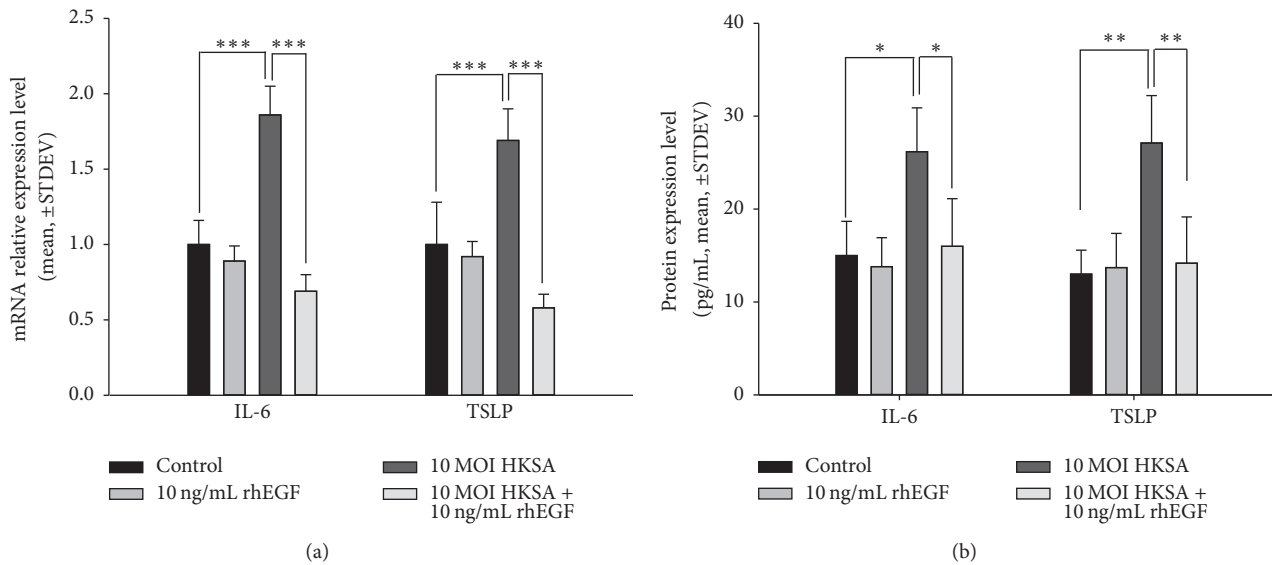 mRNA relative expression level
(mean, ±STDEV)
2.5
2.0
1.5
1.0
0.5
0.0
*** ***
*** ***
IL-6 TSLP
Control
10 ng/mL rhEGF
10 MOI HKSA
10 MOI HKSA +
10 ng/mL rhEGF
(a)
Protein expression level
(pg/mL, mean, ±STDEV)
40
30
20
10
0
* *
** **
IL-6 TSLP
Control
10 ng/mL rhEGF
10 MOI HKSA
10 MOI HKSA +
10 ng/mL rhEGF
(b)